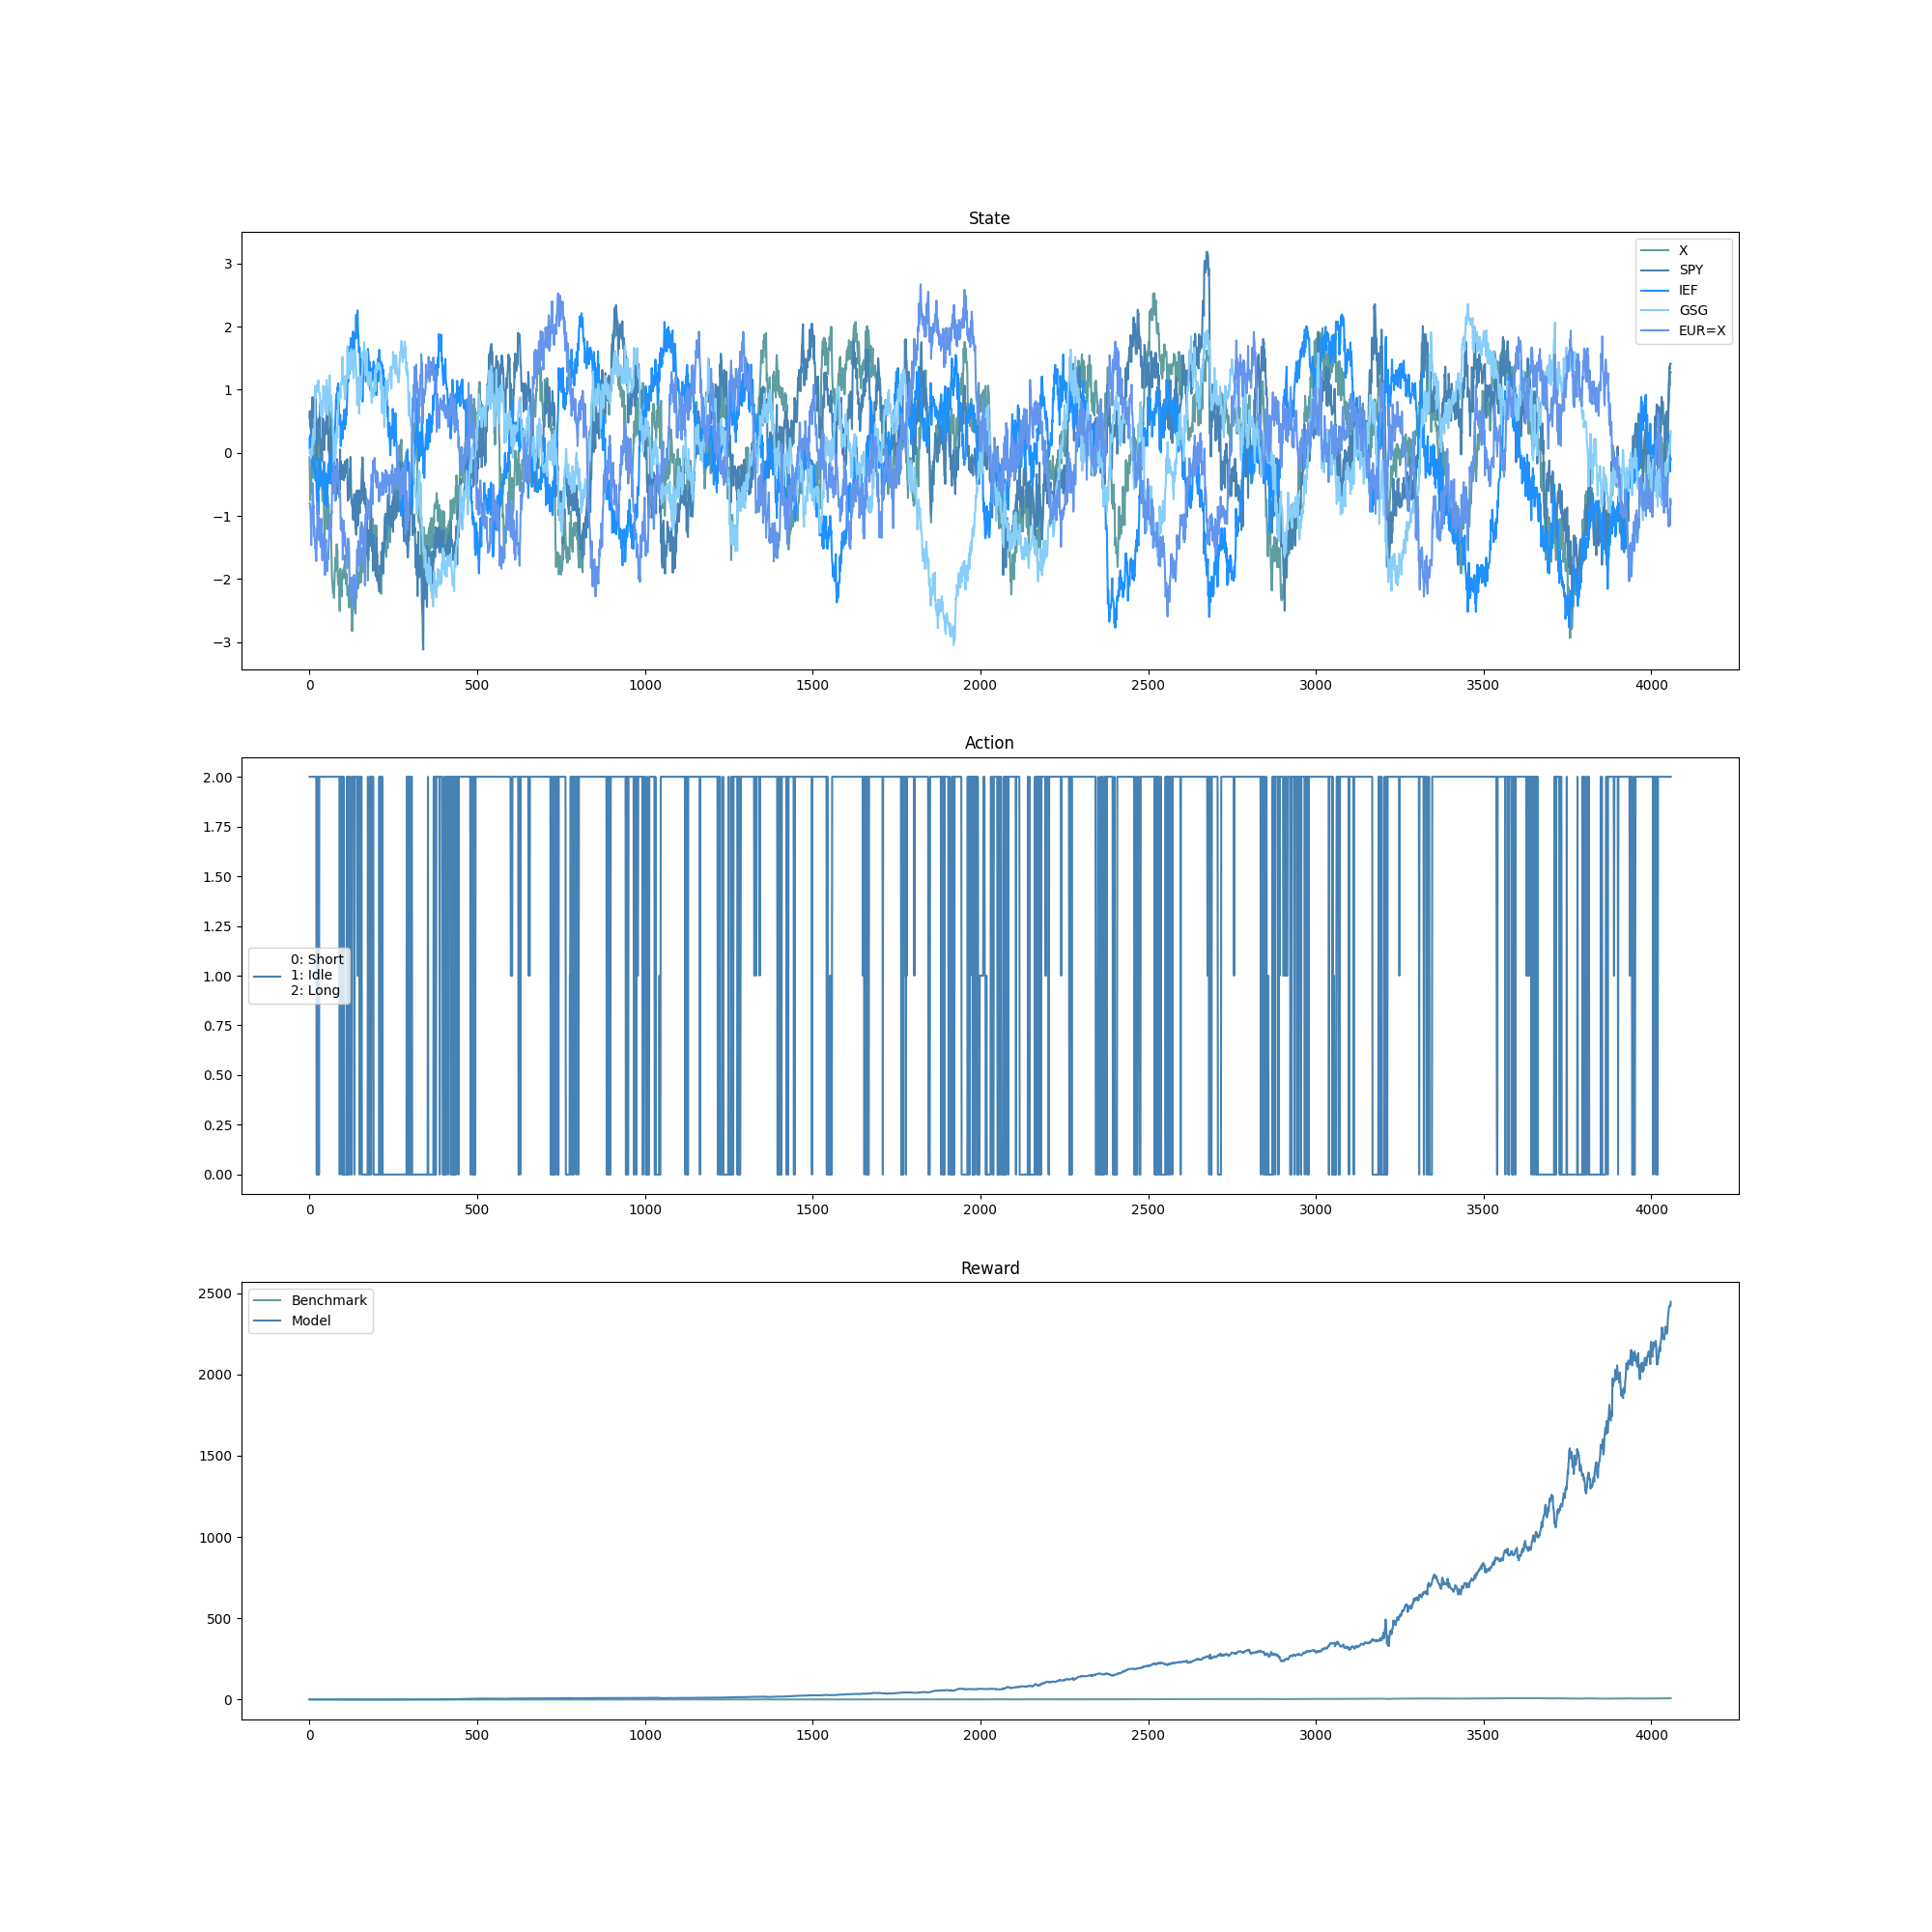 State
3
2
1
0
−1
−2
−3
X
SPY
IEF
GSG
EUR=X
0 500 1000 1500 2000 2500 3000 3500 4000
Action
2.00
1.75
1.50
1.25
1.00
0.75
0.50
0.25
0.00
0: Short
1: Idle
2: Long
0 500 1000 1500 2000 2500 3000 3500 4000
Reward
2500
2000
1500
1000
500
0
Benchmark
Model
0 500 1000 1500 2000 2500 3000 3500 4000